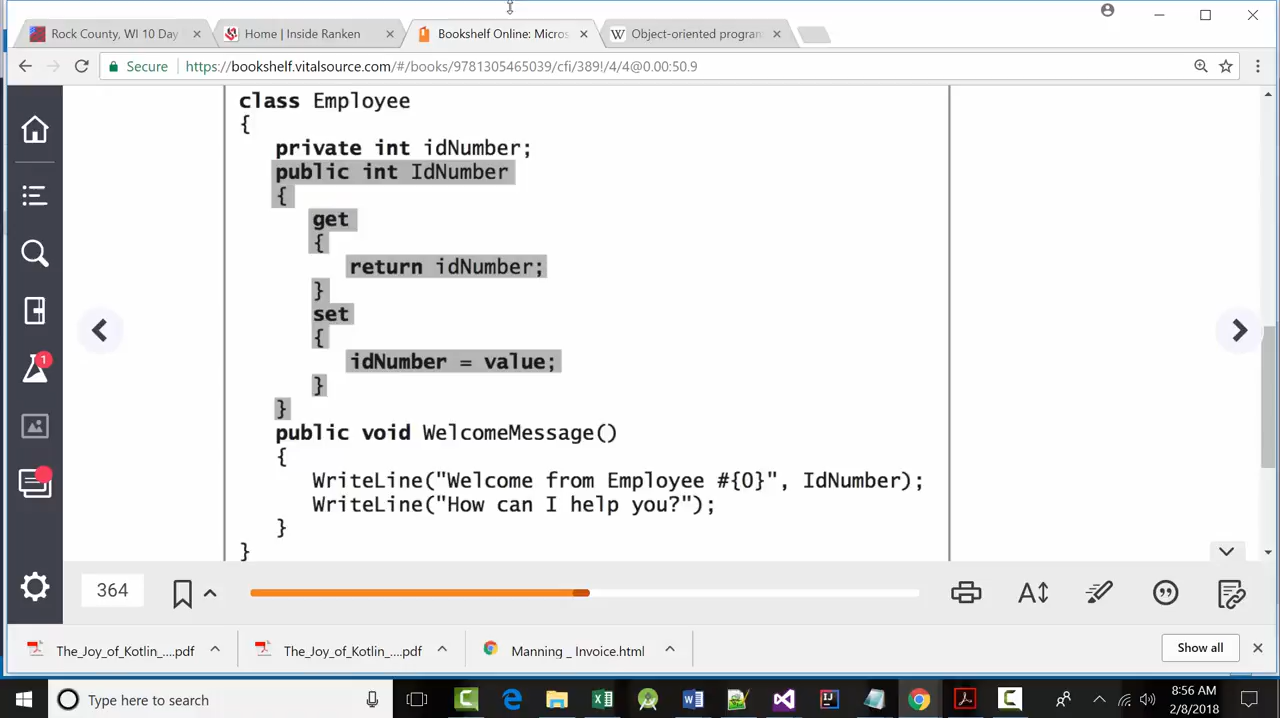 Rock County, WI 10 Day
Home | Inside Ranken
Bookshelf Online: Micros
Object-oriented program
Secure
https://bookshelf.vitalsource.com/#/books/9781305465039/cfi/389!/4/4@0.00:50.9
class Employee
{
private int idNumber;
public int IdNumber
{
get
{
return idNumber;
}
set
{
idNumber = value;
}
}
public void WelcomeMessage()
{
WriteLine("Welcome from Employee #{0}", IdNumber);
WriteLine("How can I help you?");
}
}
1
364
The_Joy_of_Kotlin_....pdf
The_Joy_of_Kotlin_....pdf
Manning _ Invoice.html
Show all
Type here to search
8:56 AM
2/8/2018